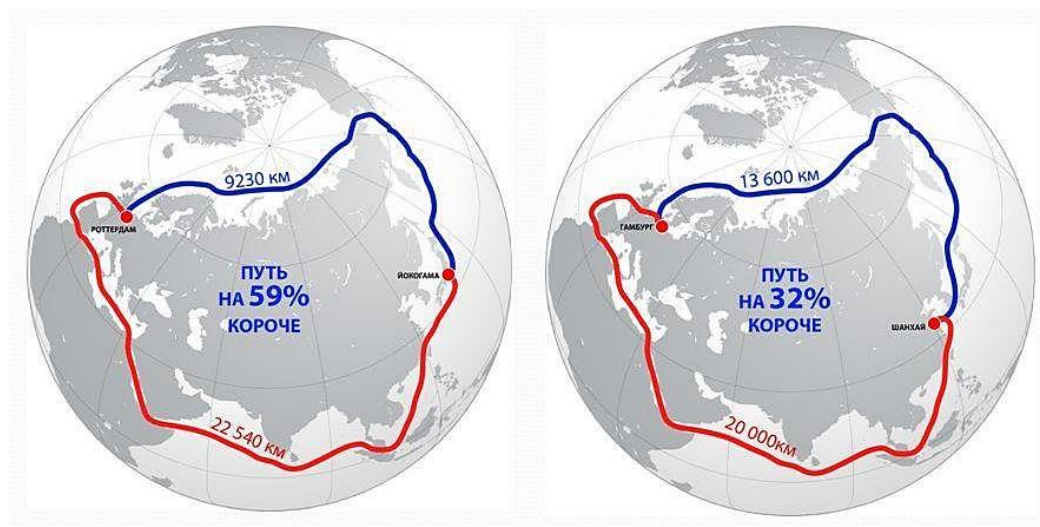 9230 КМ
РОТТЕРДАМ
ЙОКОГАМА
ПУТЬ
НА 59%
КОРОЧЕ
22 540 КМ
13 600 КМ
ГАМБУРГ
ПУТЬ
НА 32%
КОРОЧЕ
ШАНХАЙ
20 000КМ